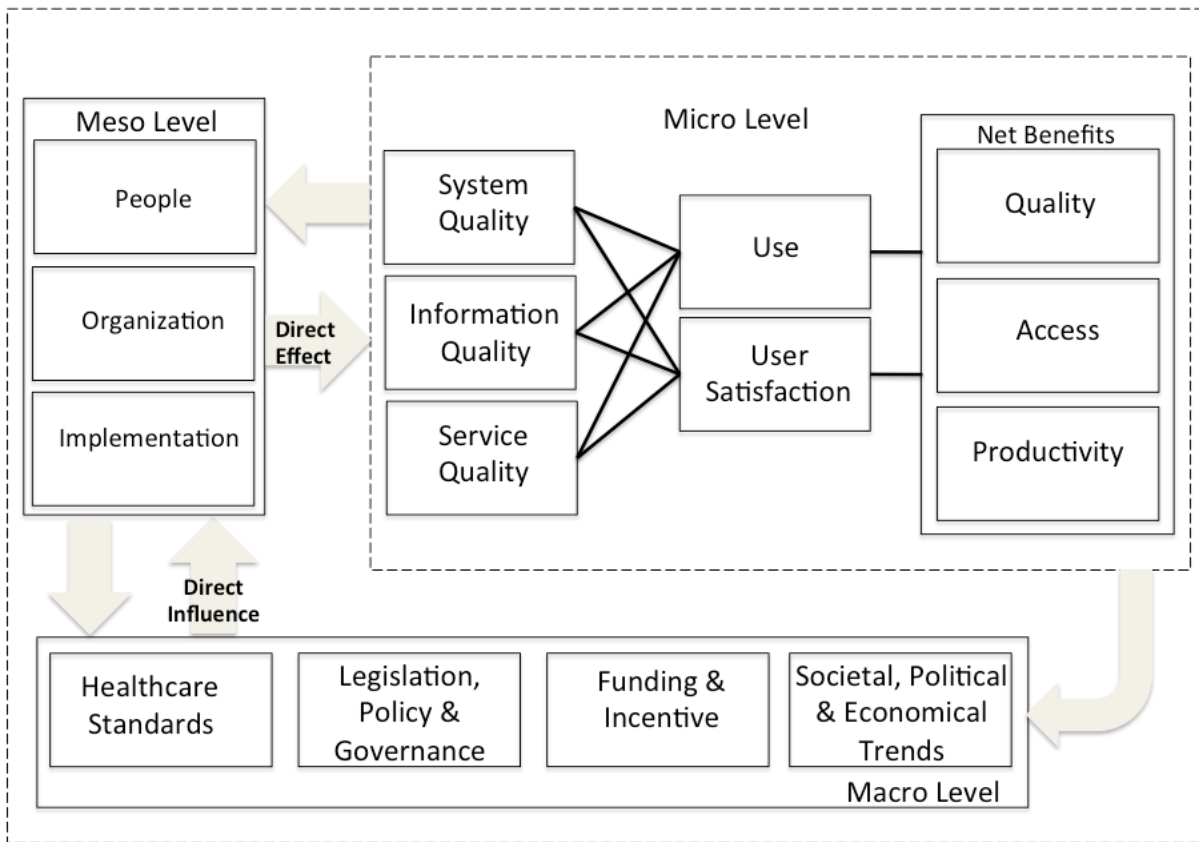 Meso Level
People
Organization
Implementation
Direct
Effect
Direct
Influence
Micro Level
System
Quality
Information
Quality
Service
Quality
Use
User
Satisfaction
Net Benefits
Quality
Access
Productivity
Healthcare
Standards
Legislation,
Policy &
Governance
Funding &
Incentive
Societal, Political
& Economical
Trends
Macro Level